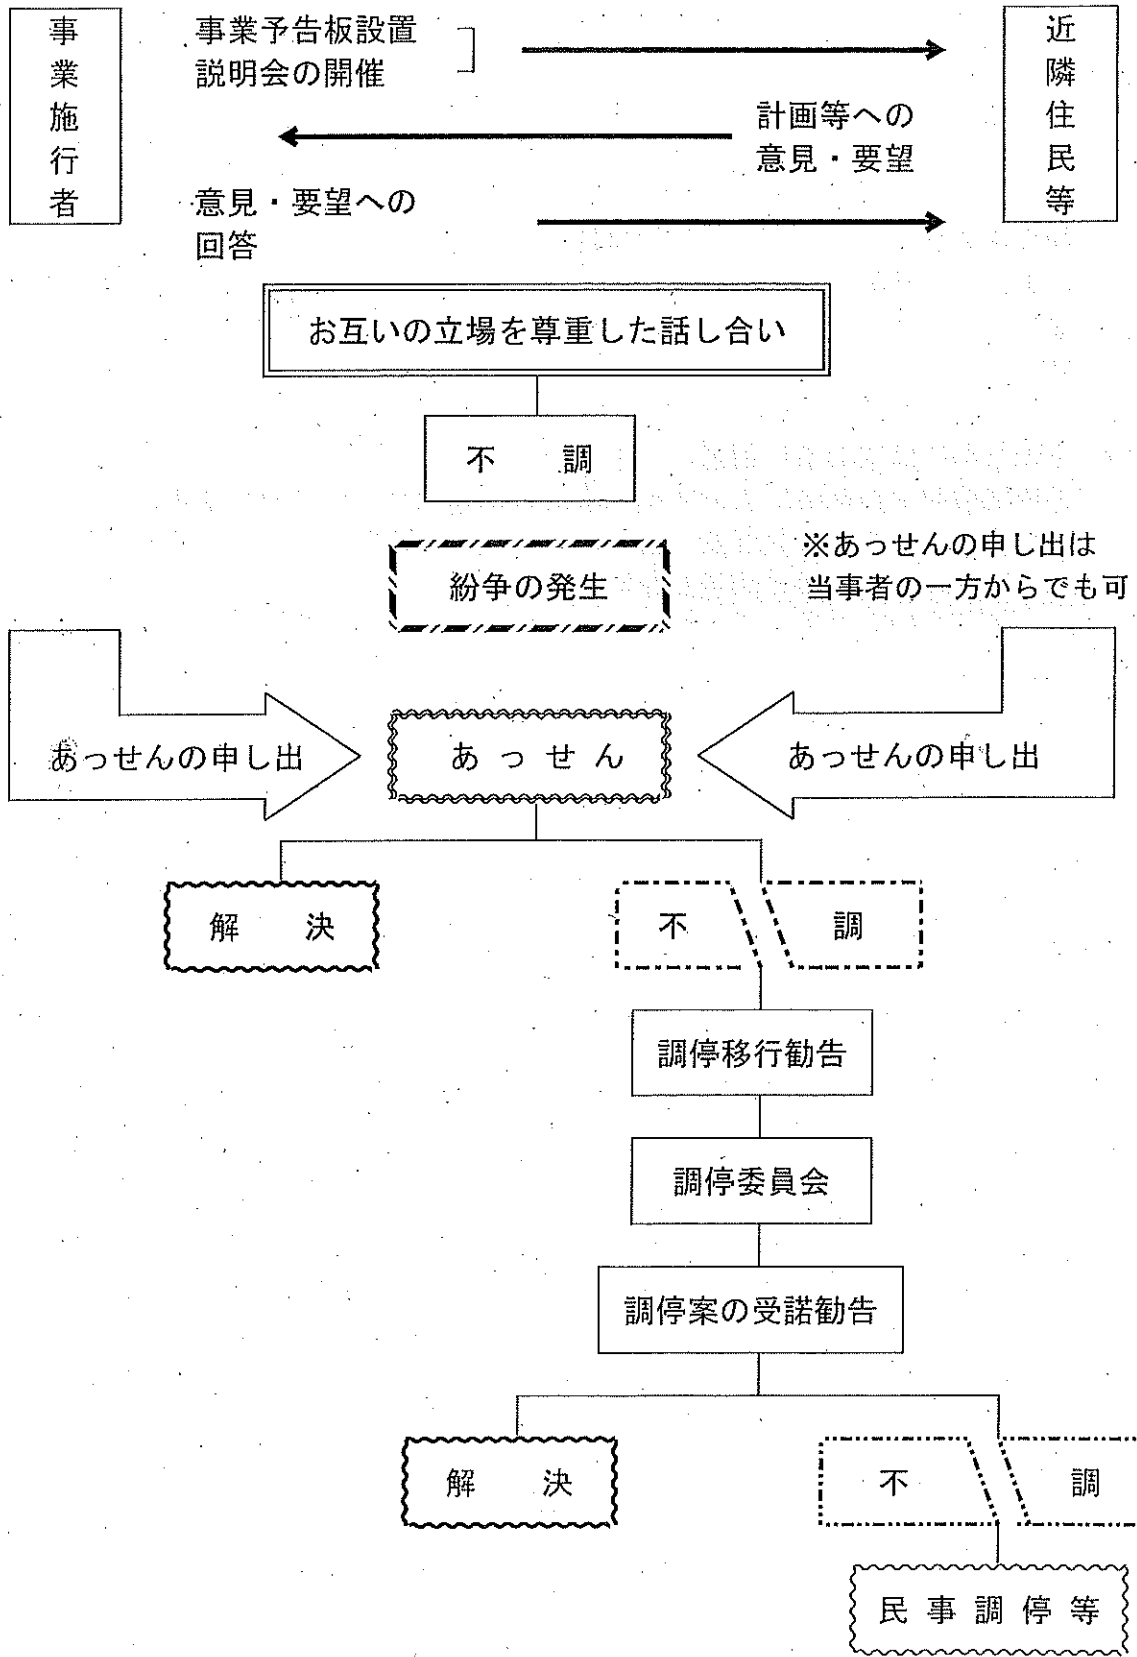 事業施行者
事業予告板設置
説明会の開催
近隣住民等
計画等への
意見・要望
意見・要望への
回答
お互いの立場を尊重した話し合い
不　調
紛争の発生
※あっせんの申し出は
当事者の一方からでも可
あっせんの申し出
あっせん
あっせんの申し出
解　決
不　調
調停移行勧告
調停委員会
調停案の受諾勧告
解　決
不　調
民事調停等